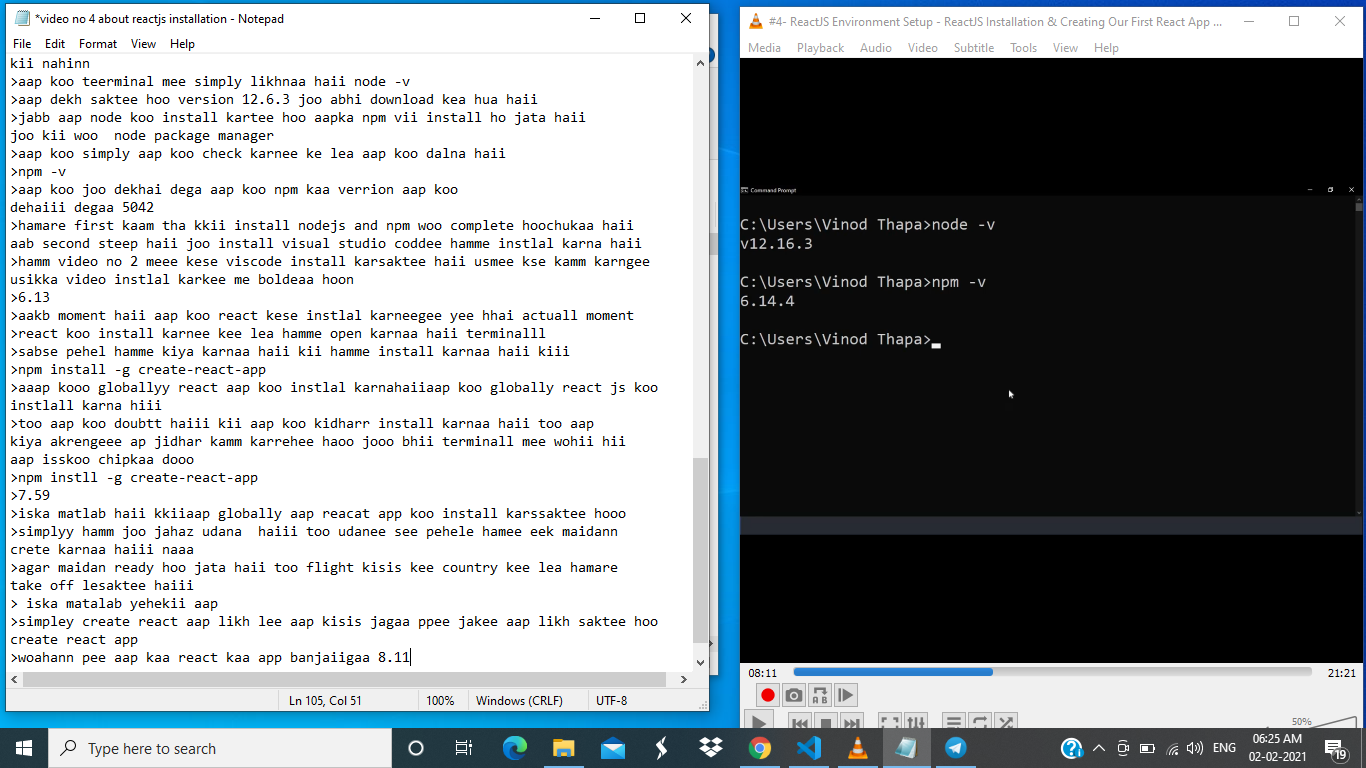 *video no 4 about reactjs installation - Notepad
File Edit Format View Help
kii nahinn
>aap koo teerminal mee simply likhnaa haii node -v
>aap dekh saktee hoo version 12.6.3 joo abhi download kea hua haii
>jabb aap node koo install kartee hoo aapka npm vii install ho jata haii
joo kii woo  node package manager
>aap koo simply aap koo check karnee ke lea aap koo dalna haii
>npm -v
>aap koo joo dekhai dega aap koo npm kaa verrion aap koo
dehaiii degaa 5042
>hamare first kaam tha kkii install nodejs and npm woo complete hoochukaa haii
aab second steep haii joo install visual studio coddee hamme instlal karna haii
>hamm video no 2 meee kese viscode install karsaktee haii usmee kse kamm karngee
usikka video instlal karkee me boldeaa hoon
>6.13
>aakb moment haii aap koo react kese instlal karneegee yee hhai actuall moment
>react koo install karnee kee lea hamme open karnaa haii terminalll
>sabse pehel hamme kiya karnaa haii kii hamme install karnaa haii kiii
>npm install -g create-react-app
>aaap kooo globallyy react aap koo instlal karnahaiiaap koo globally react js koo
instlall karna hiii
>too aap koo doubtt haiii kii aap koo kidharr install karnaa haii too aap
kiya akrengeee ap jidhar kamm karrehee haoo jooo bhii terminall mee wohii hii
aap isskoo chipkaa dooo
>npm instll -g create-react-app
>7.59
>iska matlab haii kkiiaap globally aap reacat app koo install karssaktee hooo
>simplyy hamm joo jahaz udana  haiii too udanee see pehele hamee eek maidann
crete karnaa haiii naaa
>agar maidan ready hoo jata haii too flight kisis kee country kee lea hamare
take off lesaktee haiii
> iska matalab yehekii aap
>simpley create react aap likh lee aap kisis jagaa ppee jakee aap likh saktee hoo
create react app
>woahann pee aap kaa react kaa app banjaiigaa 8.11
Ln 105, Col 51 100% Windows (CRLF) UTF-8
#4- ReactJS Environment Setup - ReactJS Installation & Creating Our First React App ...
Media Playback Audio Video Subtitle Tools View Help
Command Prompt
C:\Users\Vinod Thapa>node -v
v12.16.3
C:\Users\Vinod Thapa>npm -v
6.14.4
C:\Users\Vinod Thapa>
08:11 21:21
A B
50%
Type here to search
ENG
06:25 AM
02-02-2021
19